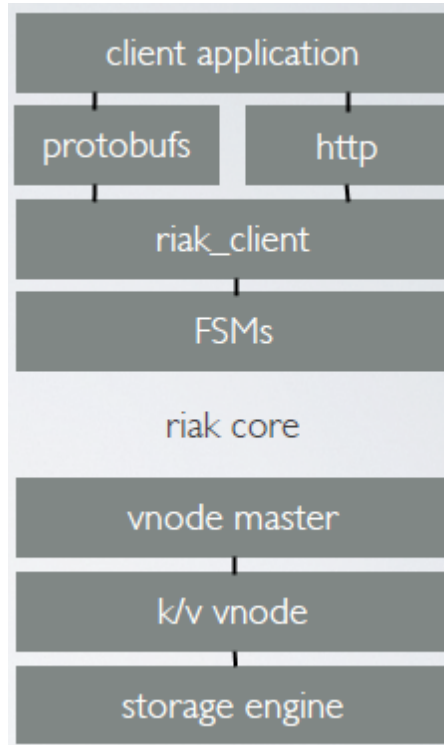 client application
protobufs
http
riak_client
FSMs
riak core
vnode master
k/v vnode
storage engine